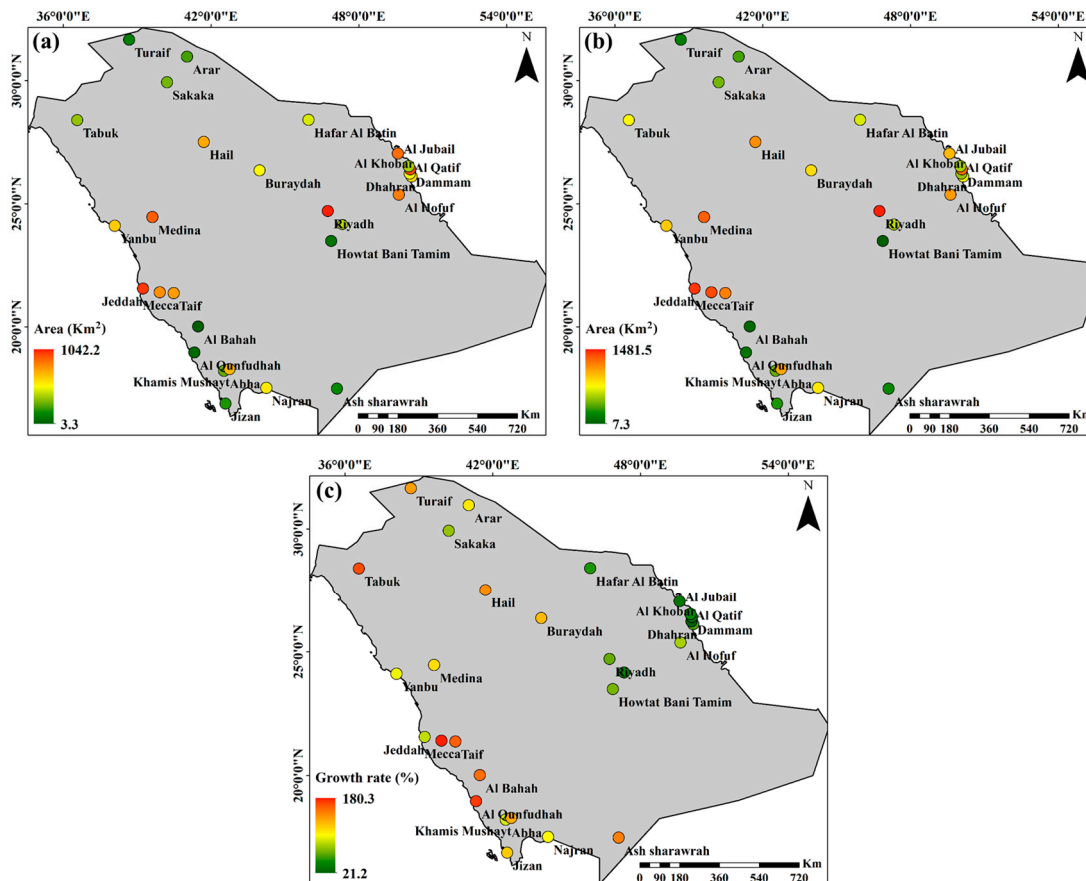 36°0'0"E 42°0'0"E 48°0'0"E 54°0'0"E
(a)
N
30°0'0"N
25°0'0"N
20°0'0"N
Turaif
Arar
Sakaka
Tabuk
Hafar Al Batin
Hail
Al Jubail
Al Khobar
Al Qatif
Buraydah
Dhahran
Dammam
Al Hofuf
Medina
Riyadh
Yanbu
Howtat Bani Tamim
Jeddah
Mecca
Taif
Al Bahah
Al Qunfudhah
Khamis Mushayt
Abha
Najran
Ash sharawrah
Jizan
Area (Km²)
1042.2
3.3
Km
0 90 180 360 540 720
36°0'0"E 42°0'0"E 48°0'0"E 54°0'0"E
(b)
N
30°0'0"N
25°0'0"N
20°0'0"N
Turaif
Arar
Sakaka
Tabuk
Hafar Al Batin
Hail
Al Jubail
Al Khobar
Al Qatif
Buraydah
Dhahran
Dammam
Al Hofuf
Medina
Riyadh
Yanbu
Howtat Bani Tamim
Jeddah
Mecca
Taif
Al Bahah
Al Qunfudhah
Khamis Mushayt
Abha
Najran
Ash sharawrah
Jizan
Area (Km²)
1481.5
7.3
Km
0 90 180 360 540 720
36°0'0"E 42°0'0"E 48°0'0"E 54°0'0"E
(c)
N
30°0'0"N
25°0'0"N
20°0'0"N
Turaif
Arar
Sakaka
Tabuk
Hafar Al Batin
Hail
Al Jubail
Al Khobar
Al Qatif
Buraydah
Dammam
Dhahran
Al Hofuf
Medina
Riyadh
Yanbu
Howtat Bani Tamim
Jeddah
Mecca
Taif
Al Bahah
Al Qunfudhah
Khamis Mushayt
Abha
Najran
Ash sharawrah
Jizan
Growth rate (%)
180.3
21.2
Km
0 90 180 360 540 720